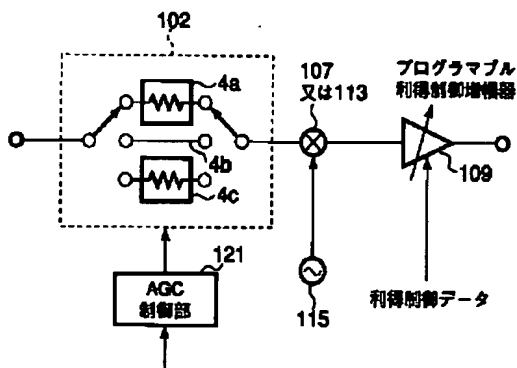 102
4a
4b
4c
107
又は113
プログラマブル
利得制御増幅器
109
121
AGC
制御部
115
利得制御データ